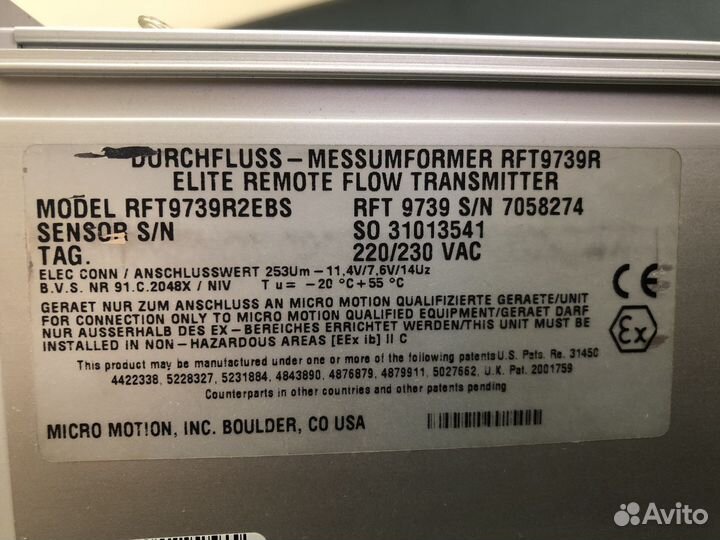 DURCHFLUSS - MESSUMFORMER RFT9739R
ELITE REMOTE FLOW TRANSMITTER
MODEL RFT9739R2EBS RFT 9739 S/N 7058274
SENSOR S/N SO 31013541
TAG. 220/230 VAC
ELEC CONN / ANSCHLUSSWERT 253Um - 11,4V/7,6V/14Uz
B.V.S. NR 91.C.2048X / NIV Tu = -20 °C +55 °C
GERAET NUR ZUM ANSCHLUSS AN MICRO MOTION QUALIFIZIERTE GERAETE/UNIT
FOR CONNECTION ONLY TO MICRO MOTION QUALIFIED EQUIPMENT/GERAET DARF
NUR AUSSERHALB DES EX - BEREICHES ERRICHTET WERDEN/THIS UNIT MUST BE
INSTALLED IN NON - HAZARDOUS AREAS [EEx ib] II C
CE
Ex
This product may be manufactured under one or more of the following patents U.S. Pats. Re. 31450
4422338, 5228327, 5231884, 4843890, 4876879, 4879911, 5027662, U.K. Pat. 2001759
Counterparts in other countries and other patents pending
MICRO MOTION, INC. BOULDER, CO USA
Avito